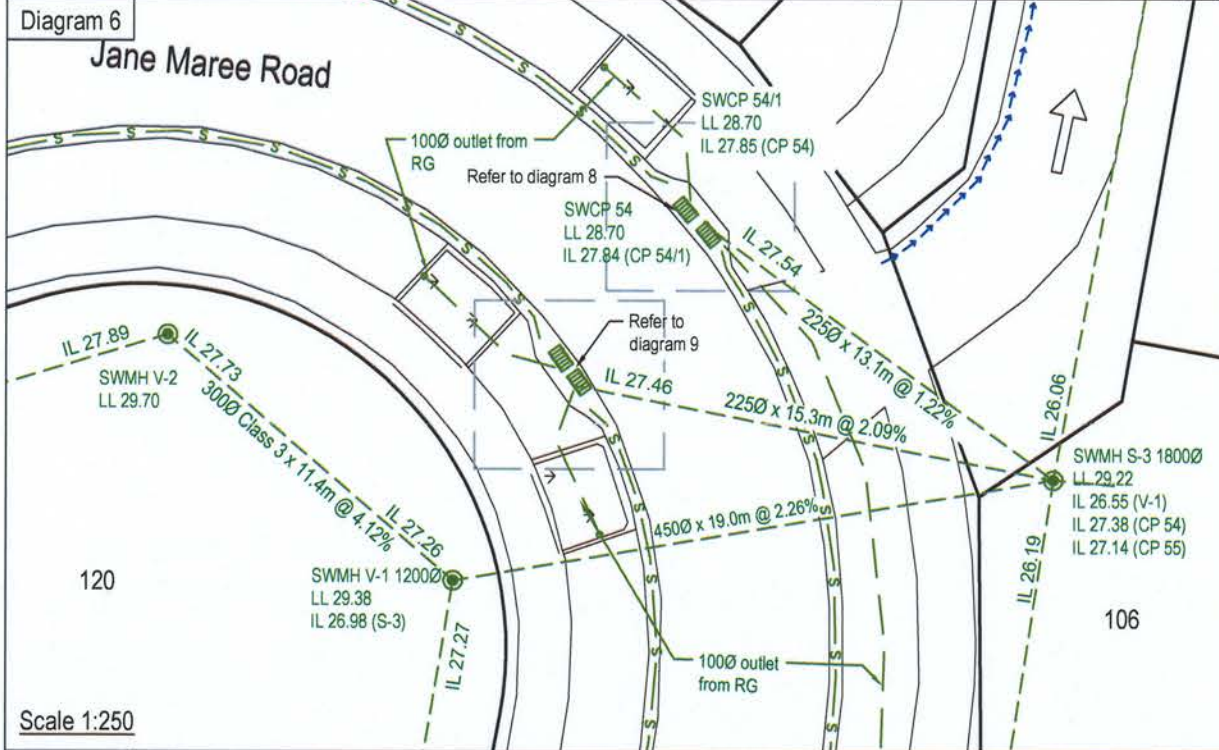 Diagram 6
Jane Maree Road
100Ø outlet from
RG
Refer to diagram 8
SWCP 54/1
LL 28.70
IL 27.85 (CP 54)
SWCP 54
LL 28.70
IL 27.84 (CP 54/1)
IL 27.54
225Ø x 13.1m @ 1.22%
Refer to
diagram 9
IL 27.46
225Ø x 15.3m @ 2.09%
IL 27.89
SWMH V-2
LL 29.70
IL 27.73
300Ø Class 3 x 11.4m @ 4.12%
IL 27.26
IL 26.06
SWMH S-3 1800Ø
LL 29.22
IL 26.55 (V-1)
IL 27.38 (CP 54)
IL 27.14 (CP 55)
450Ø x 19.0m @ 2.26%
120
SWMH V-1 1200Ø
LL 29.38
IL 26.98 (S-3)
IL 27.27
IL 26.19
106
100Ø outlet
from RG
Scale 1:250
S S S S S S S S S S S S S S S S S S S S S S